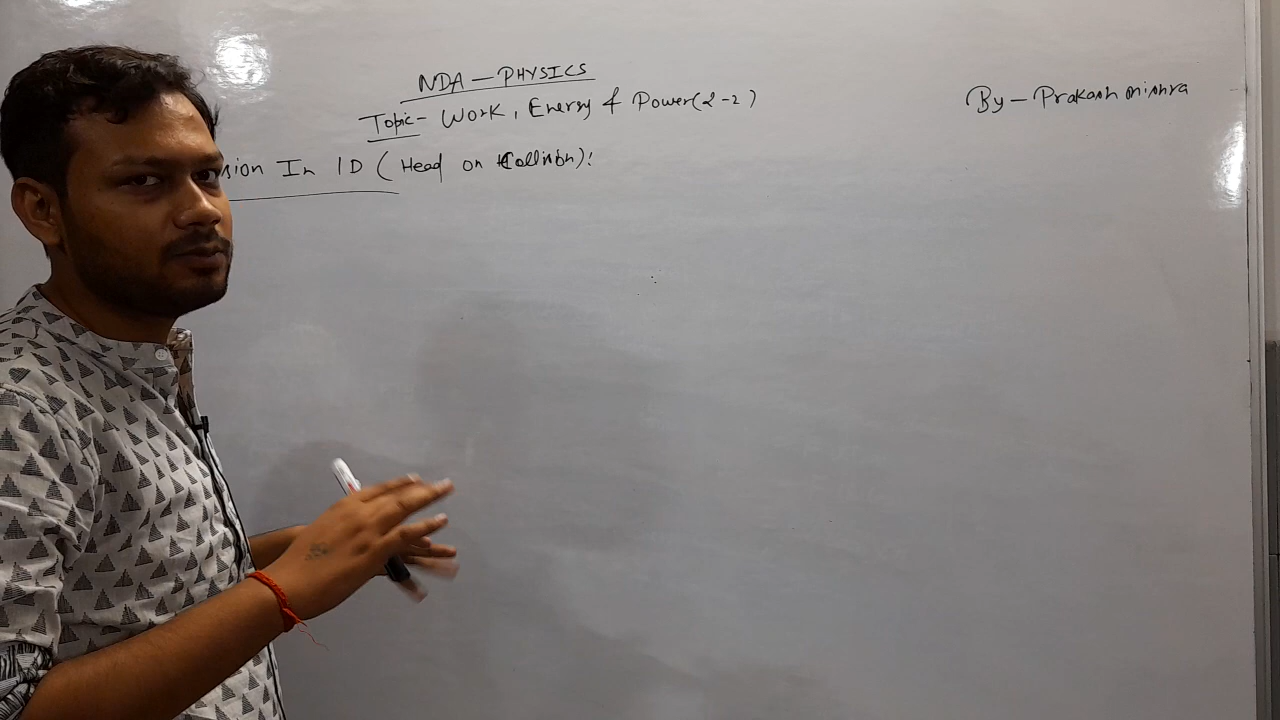 NDA - PHYSICS
Topic - Work, Energy & Power(2-2)
By - Prakash mishra
sion In 1D ( Head on Collision):